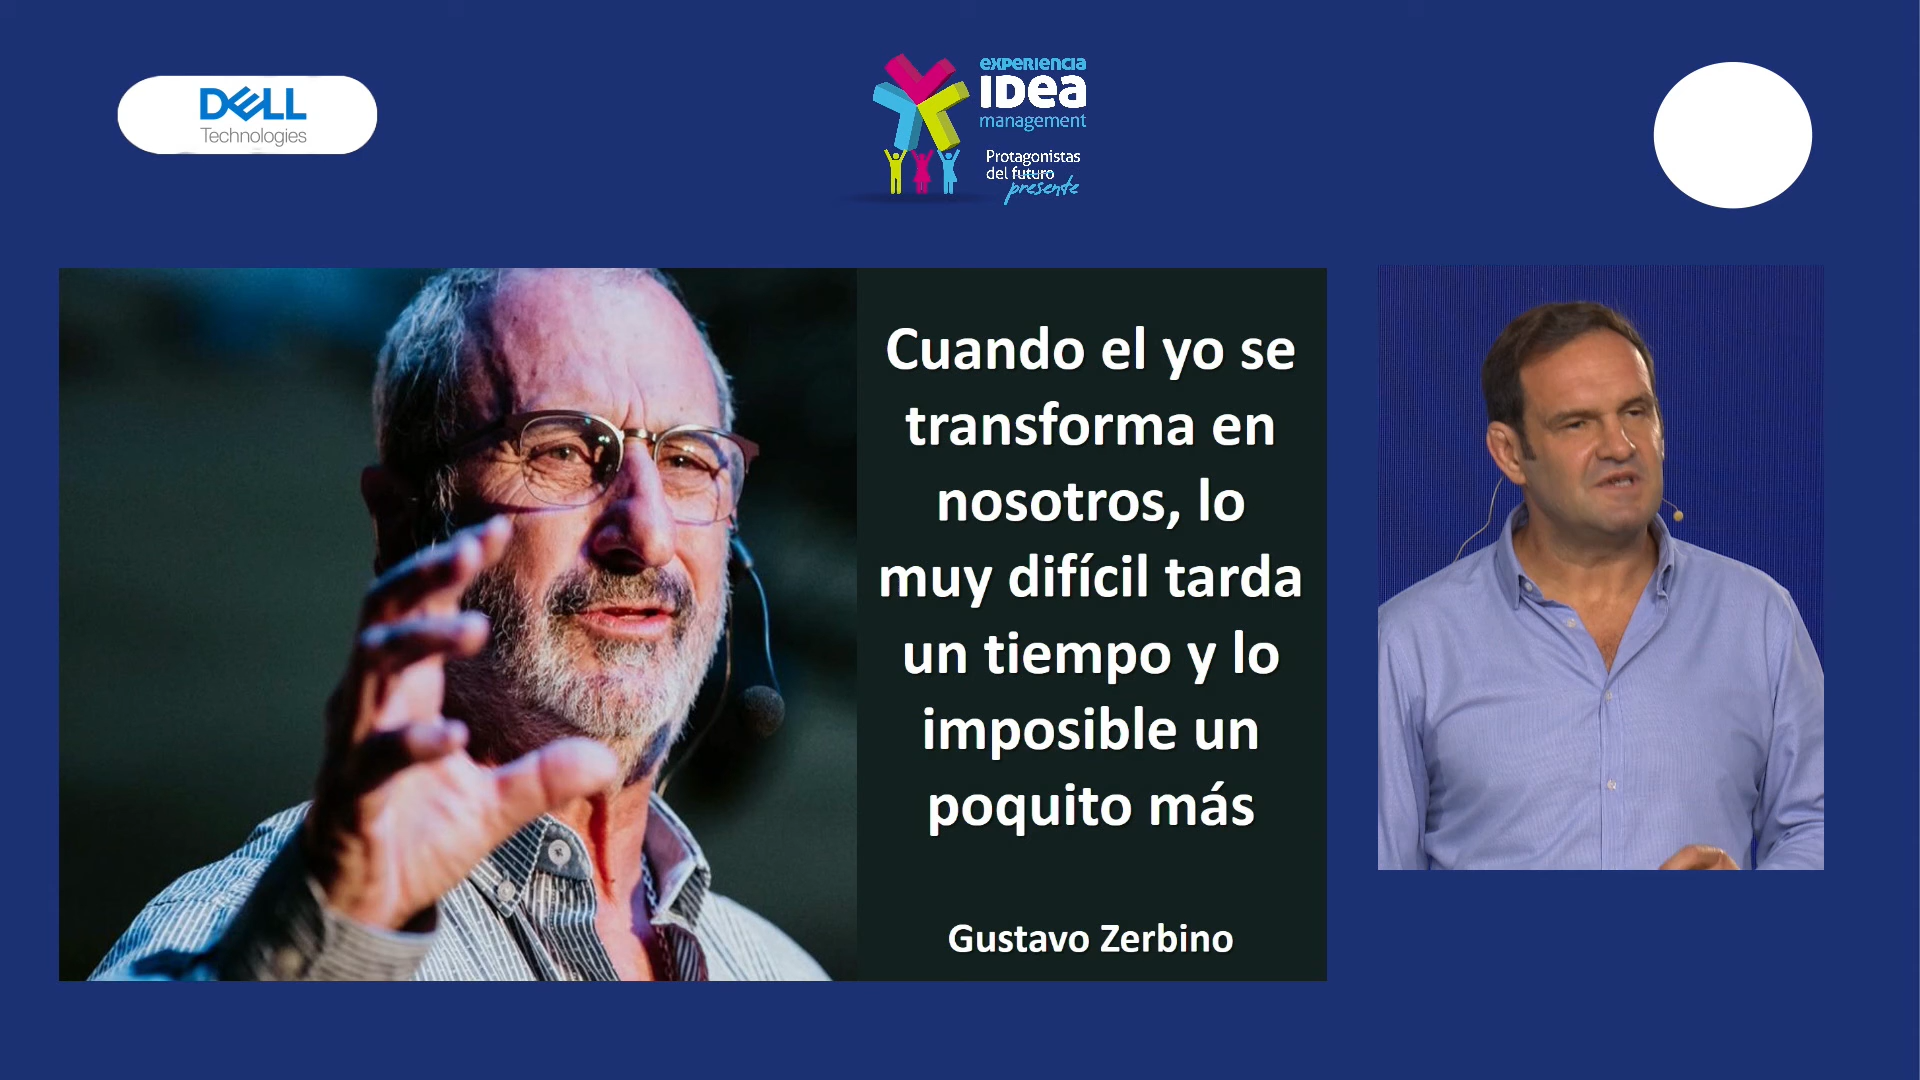 DELL
Technologies
experiencia
IDea
management
Protagonistas
del futuro
presente
Cuando el yo se
transforma en
nosotros, lo
muy difícil tarda
un tiempo y lo
imposible un
poquito más
Gustavo Zerbino